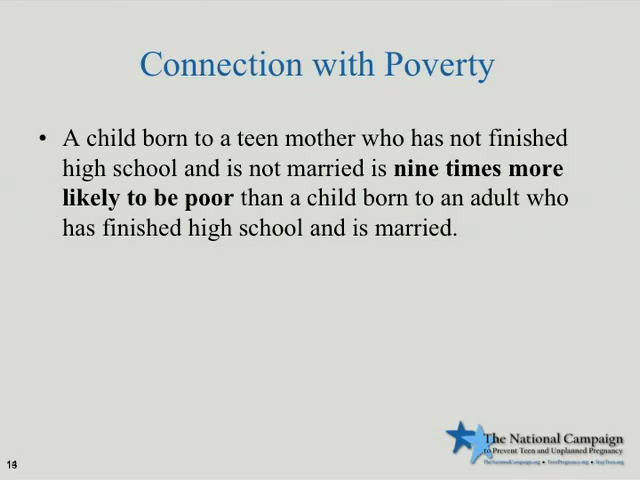 Connection with Poverty
• A child born to a teen mother who has not finished
high school and is not married is nine times more
likely to be poor than a child born to an adult who
has finished high school and is married.
The National Campaign
to Prevent Teen and Unplanned Pregnancy
TheNationalCampaign.org • TeenPregnancy.org • StayTeen.org